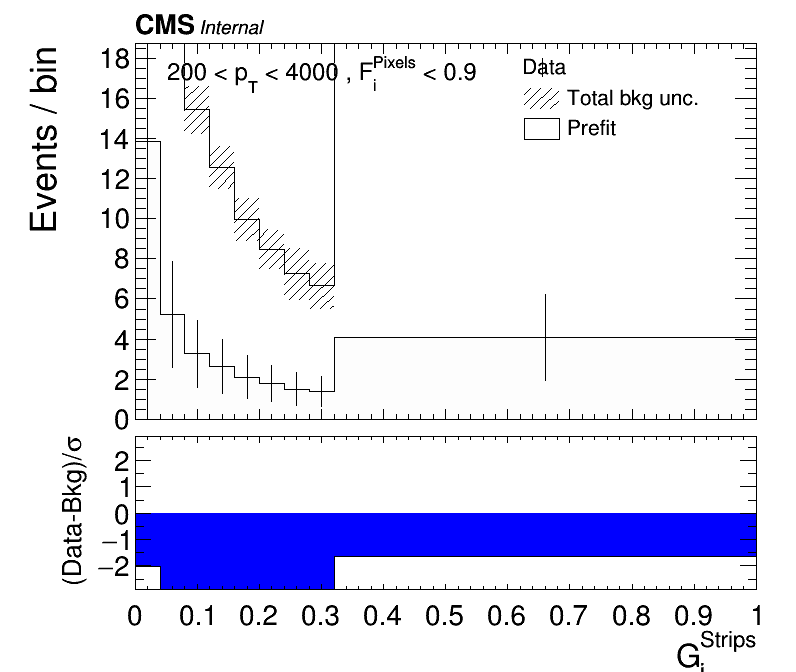 CMS Internal
200 < p_T < 4000 , F_i^Pixels < 0.9
Data
Total bkg unc.
Prefit
Events / bin
18
16
14
12
10
8
6
4
2
0
(Data-Bkg)/σ
2
1
0
−1
−2
0 0.1 0.2 0.3 0.4 0.5 0.6 0.7 0.8 0.9 1
G_i^Strips